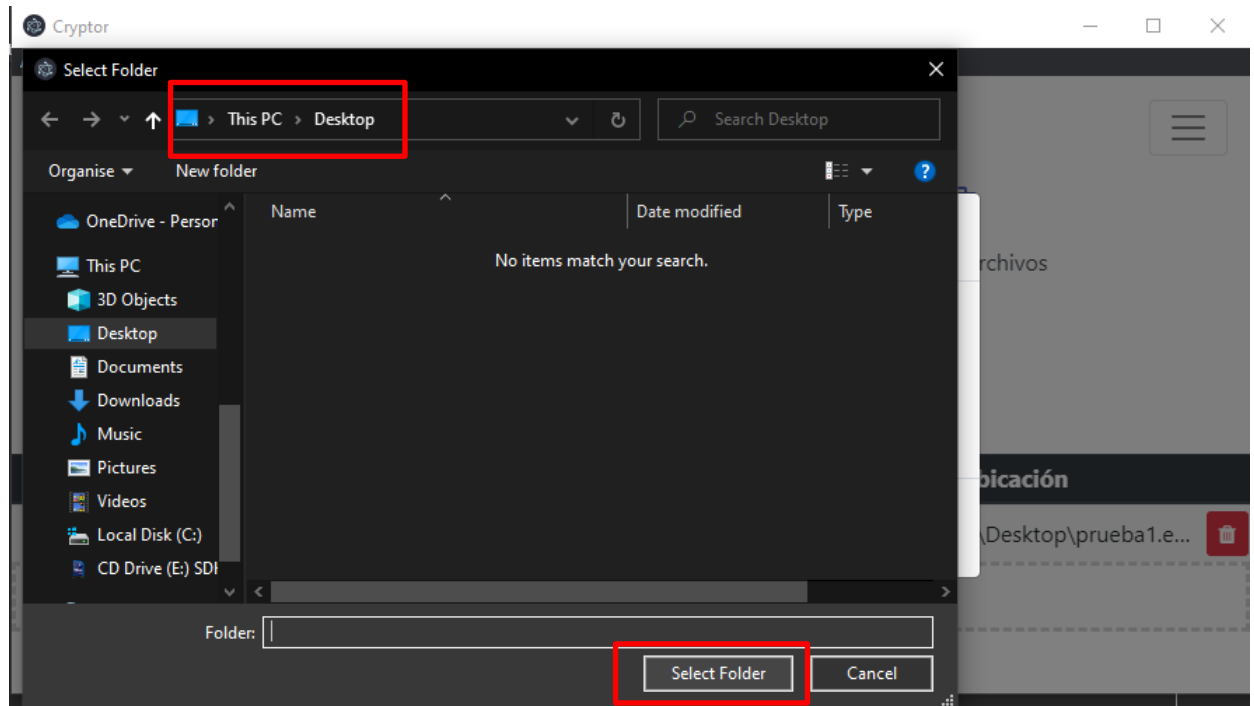 Cryptor
Select Folder
This PC > Desktop
Search Desktop
Organise
New folder
?
OneDrive - Person
Name
Date modified
Type
This PC
No items match your search.
rchivos
3D Objects
Desktop
Documents
Downloads
Music
Pictures
bicación
Videos
Local Disk (C:)
\Desktop\prueba1.e...
CD Drive (E:) SDH
Folder:
Select Folder
Cancel